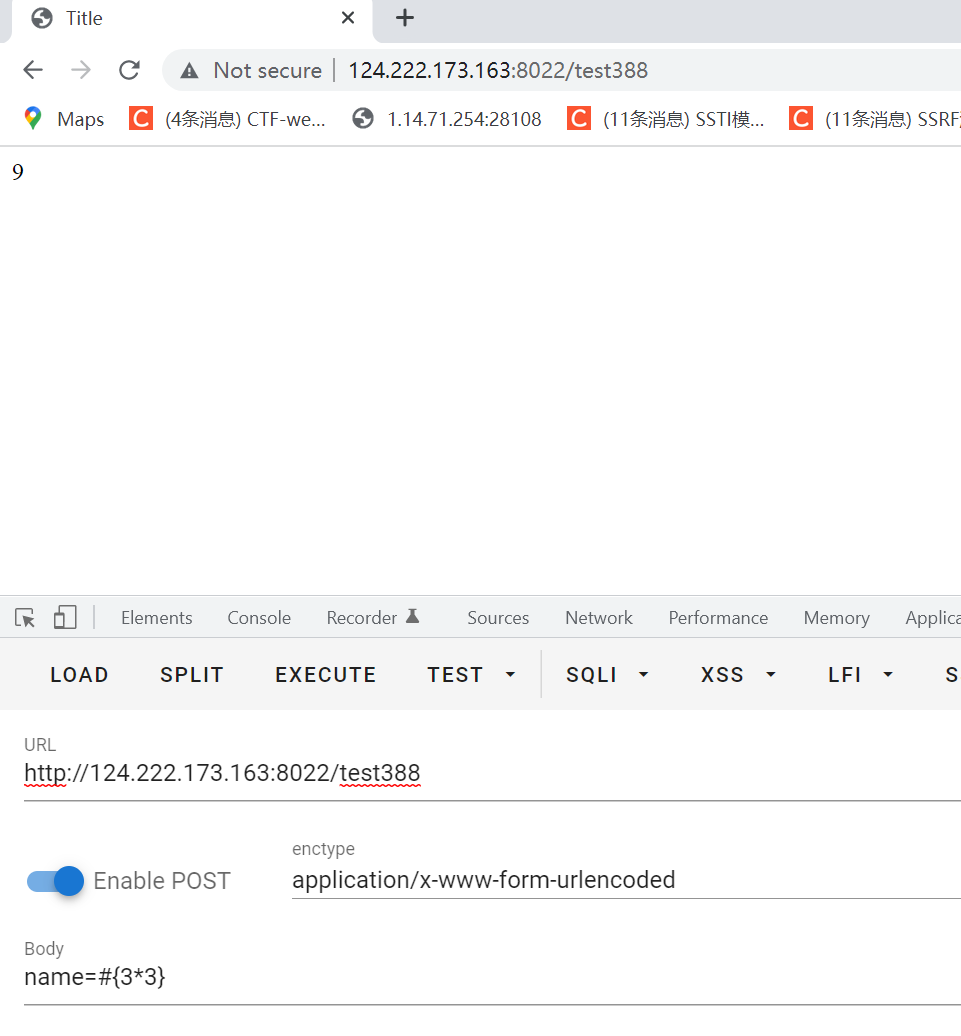 Title
Not secure 124.222.173.163:8022/test388
Maps (4条消息) CTF-we... 1.14.71.254:28108 (11条消息) SSTI模... (11条消息) SSRF
9
Elements Console Recorder Sources Network Performance Memory Applica
LOAD SPLIT EXECUTE TEST SQLI XSS LFI S
URL
http://124.222.173.163:8022/test388
enctype
Enable POST application/x-www-form-urlencoded
Body
name=#{3*3}